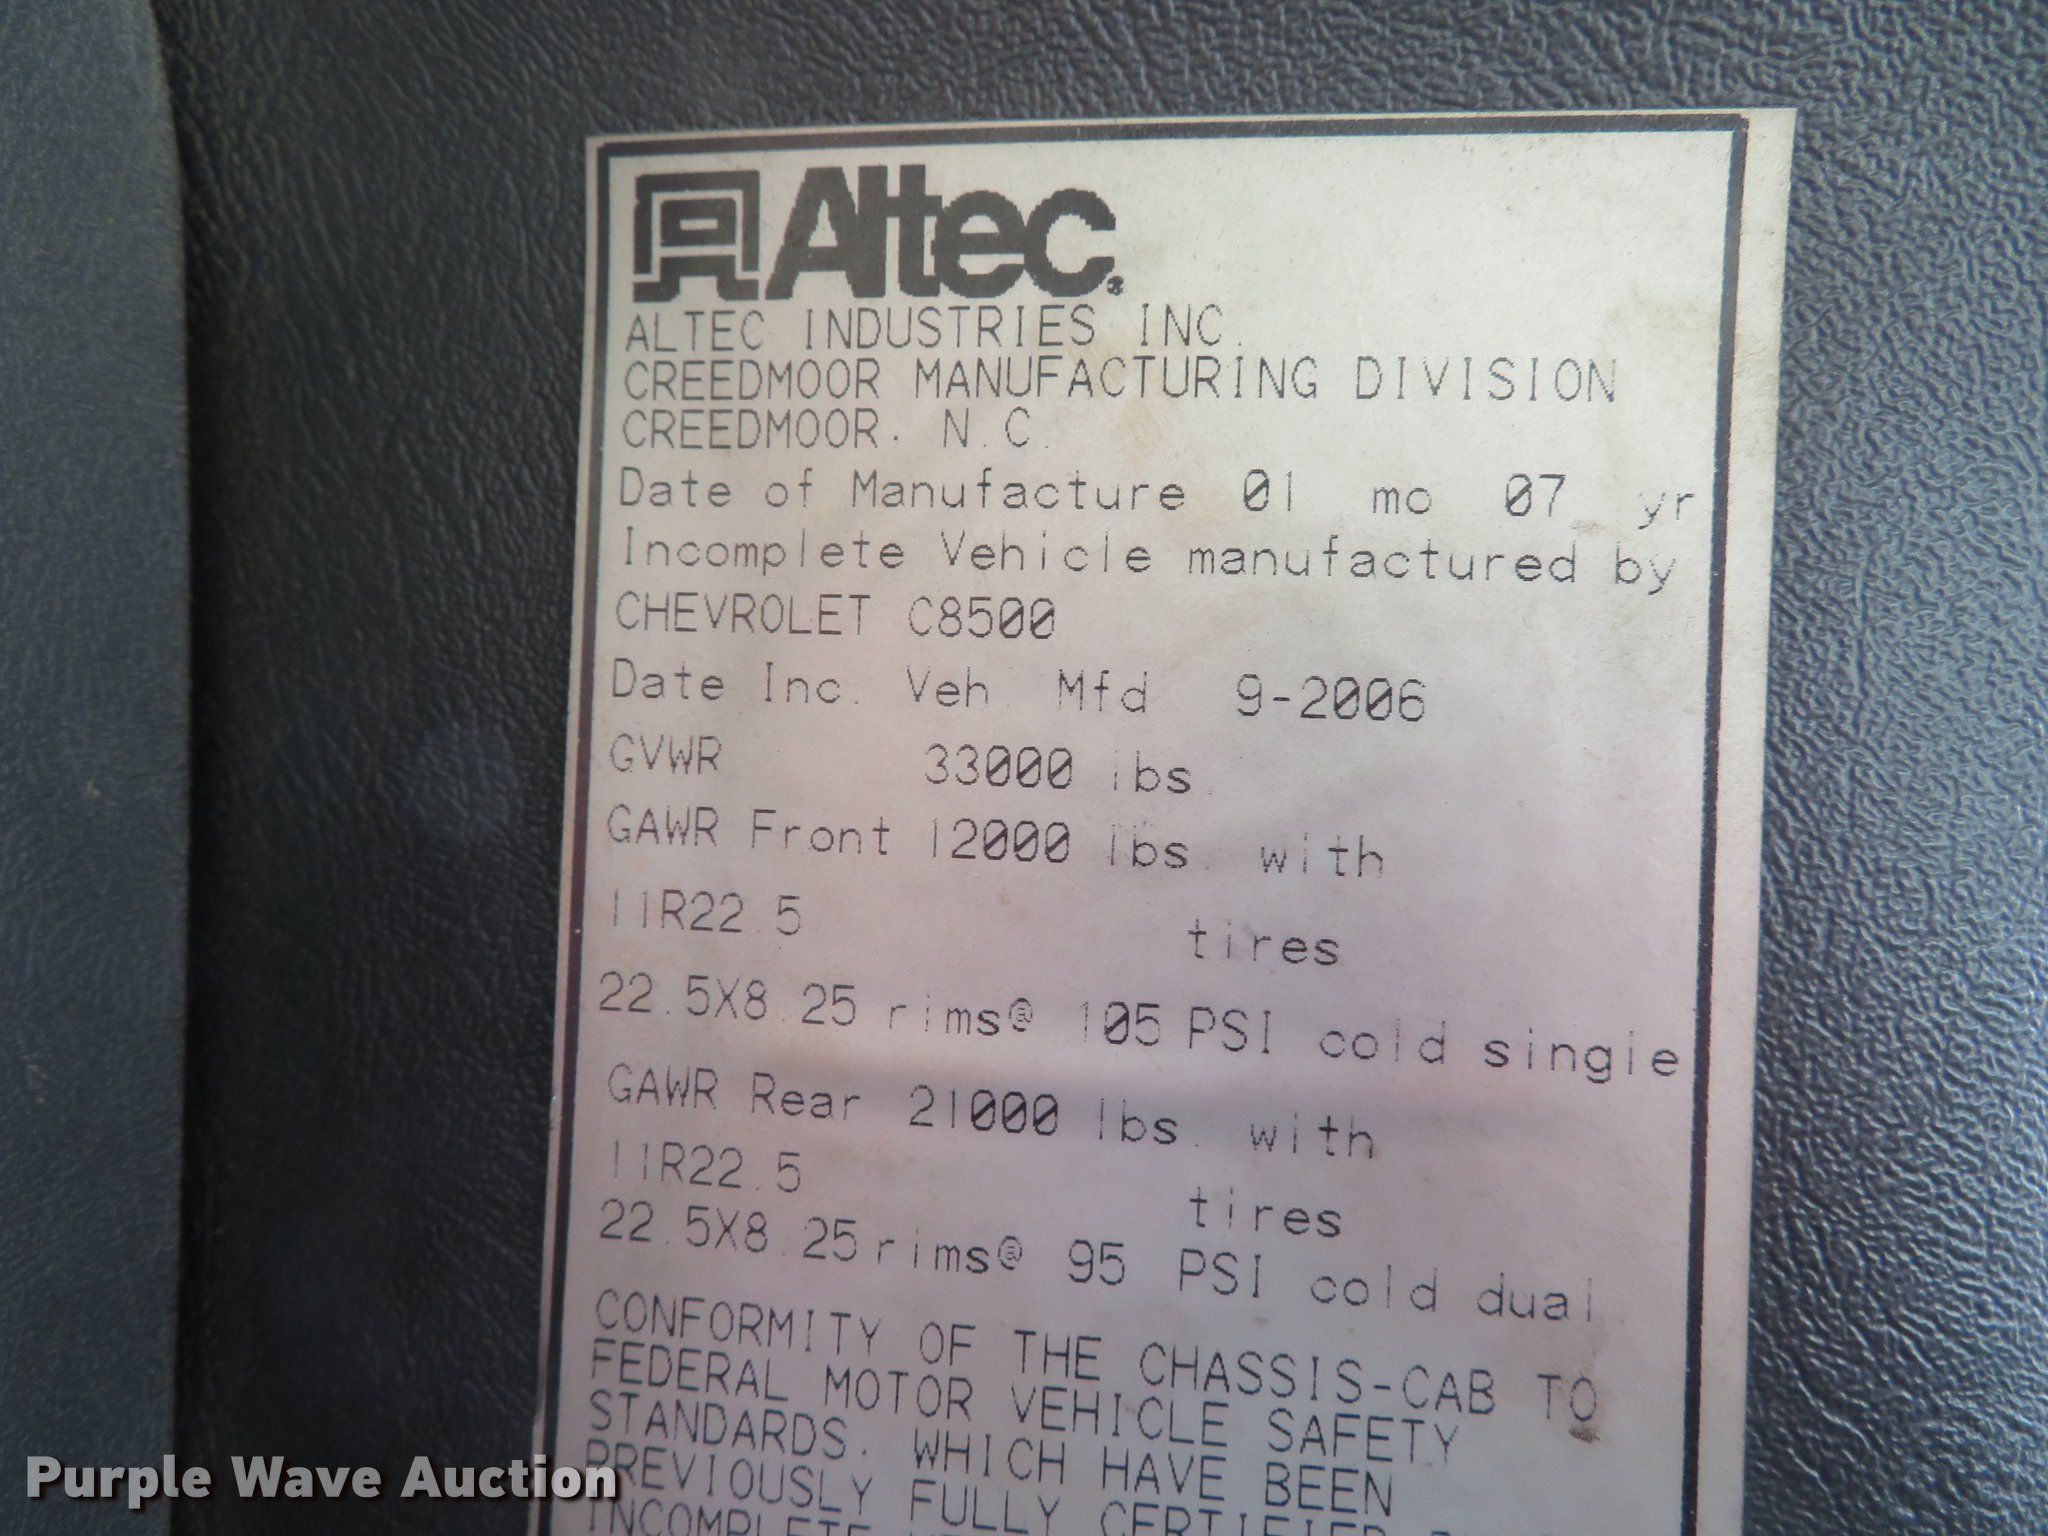 Altec
ALTEC INDUSTRIES INC.
CREEDMOOR MANUFACTURING DIVISION
CREEDMOOR, N.C.
Date of Manufacture 01 mo 07 yr
Incomplete Vehicle manufactured by
CHEVROLET C8500
Date Inc. Veh. Mfd 9-2006
GVWR 33000 lbs.
GAWR Front 12000 lbs. with
11R22.5 tires
22.5X8.25 rims@ 105 PSI cold single
GAWR Rear 21000 lbs. with
11R22.5 tires
22.5X8.25 rims@ 95 PSI cold dual.
CONFORMITY OF THE CHASSIS-CAB TO
FEDERAL MOTOR VEHICLE SAFETY
STANDARDS, WHICH HAVE BEEN
PREVIOUSLY FULLY CERTIFIED
INCOMPLETE
Purple Wave Auction